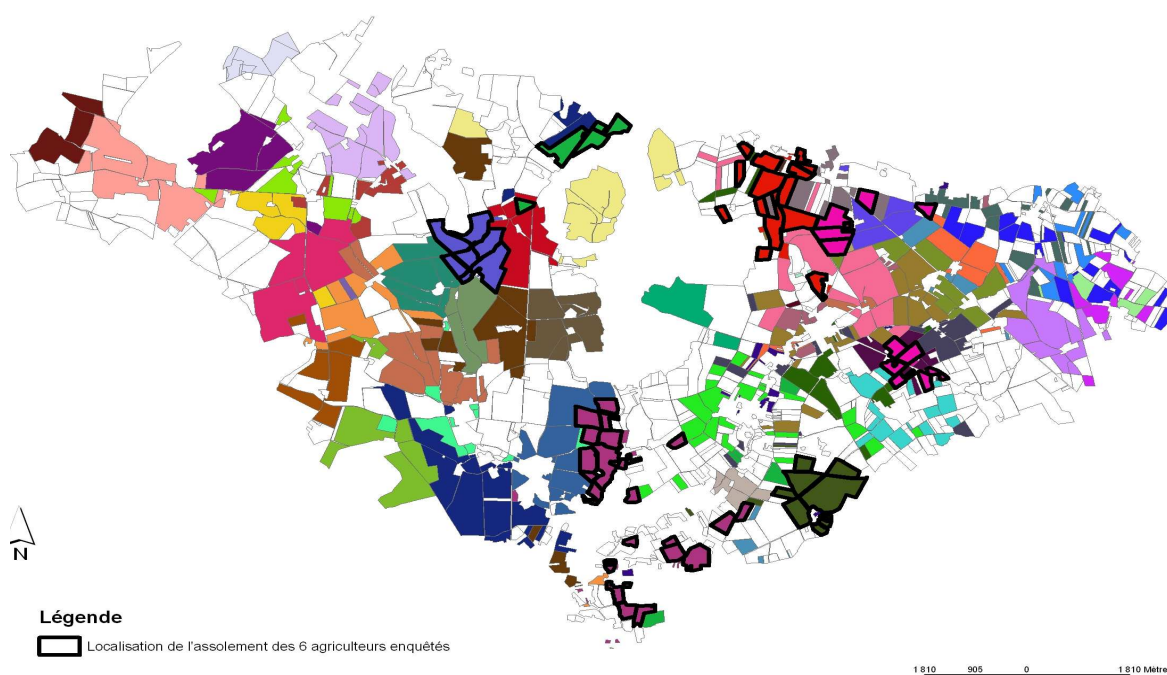 N
Légende
Localisation de l'assolement des 6 agriculteurs enquêtés
1 810 905 0 1 810 Mètre